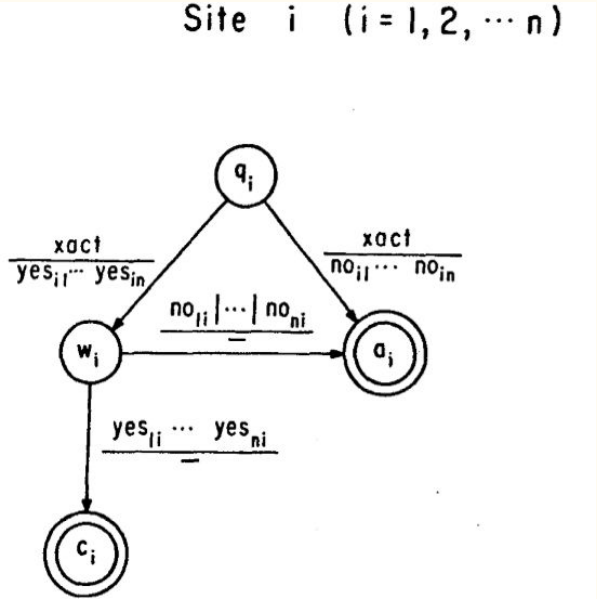 Site i (i = 1, 2, ... n)
q_i
xact
yes_i1 ... yes_in
xact
no_i1 ... no_in
no_1i | ... | no_ni
–
w_i
a_i
yes_1i ... yes_ni
–
c_i